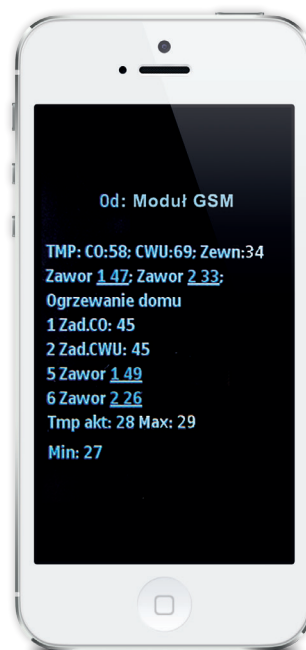 Od: Moduł GSM
TMP: CO:58; CWU:69; Zewn:34
Zawor 1 47; Zawor 2 33;
Ogrzewanie domu
1 Zad.CO: 45
2 Zad.CWU: 45
5 Zawor 1 49
6 Zawor 2 26
Tmp akt: 28 Max: 29
Min: 27